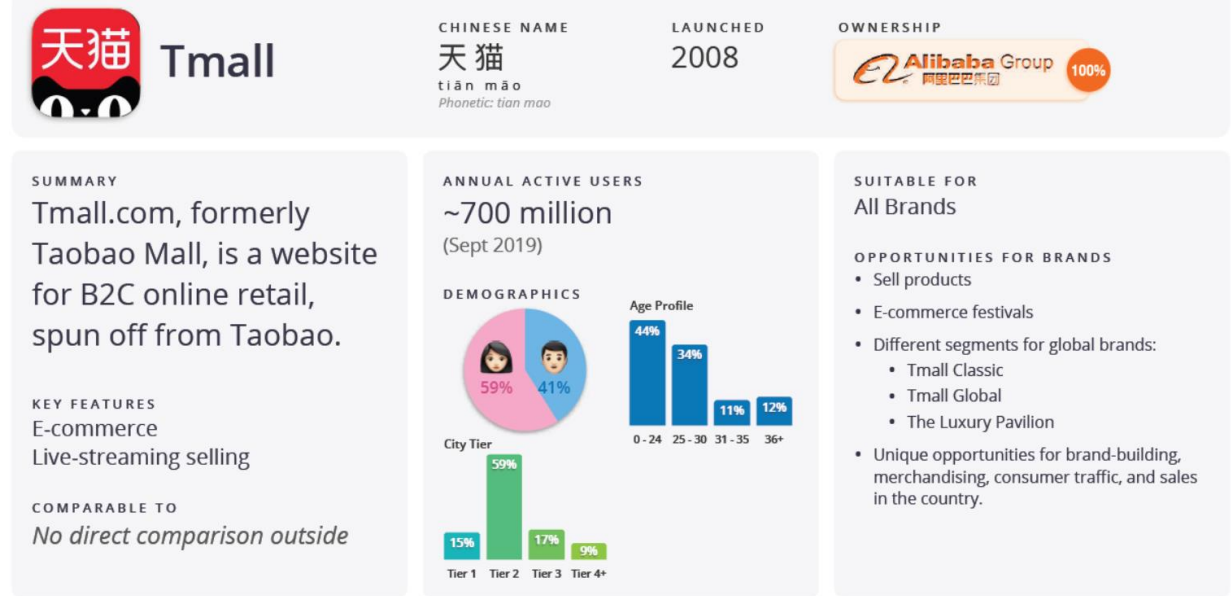 天猫
Tmall
CHINESE NAME
天猫
tiān māo
Phonetic: tian mao
LAUNCHED
2008
OWNERSHIP
Alibaba Group
阿里巴巴集团
100%
SUMMARY
Tmall.com, formerly
Taobao Mall, is a website
for B2C online retail,
spun off from Taobao.
KEY FEATURES
E-commerce
Live-streaming selling
COMPARABLE TO
No direct comparison outside
ANNUAL ACTIVE USERS
~700 million
(Sept 2019)
DEMOGRAPHICS
59% 41%
Age Profile
44%
34%
11%
12%
0 - 24 25 - 30 31 - 35 36+
City Tier
15%
59%
17%
9%
Tier 1 Tier 2 Tier 3 Tier 4+
SUITABLE FOR
All Brands
OPPORTUNITIES FOR BRANDS
• Sell products
• E-commerce festivals
• Different segments for global brands:
• Tmall Classic
• Tmall Global
• The Luxury Pavilion
• Unique opportunities for brand-building,
merchandising, consumer traffic, and sales
in the country.